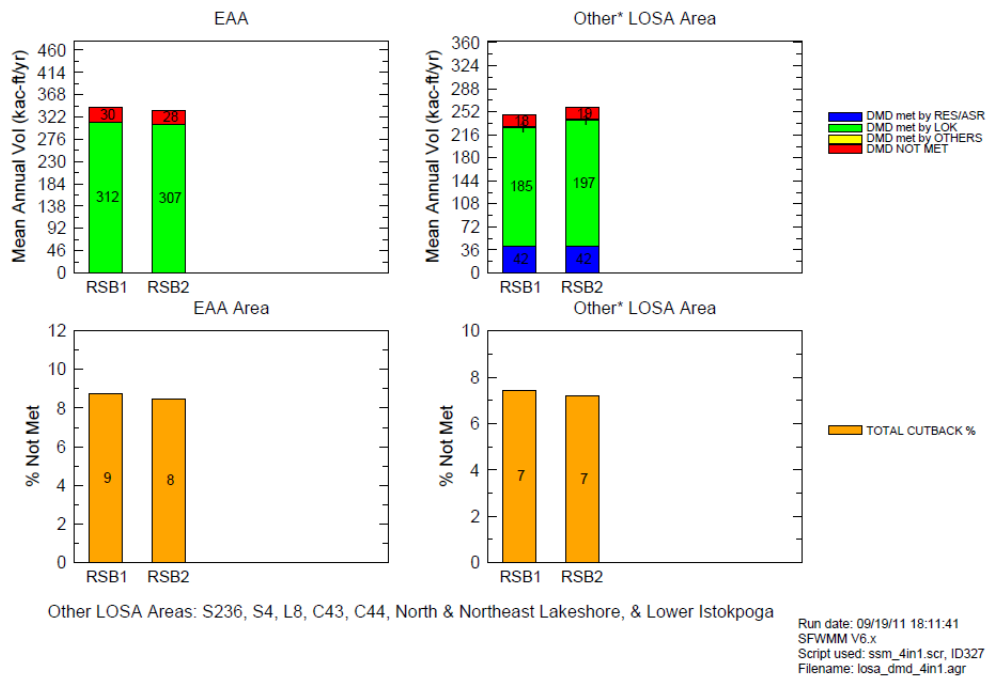 EAA
Mean Annual Vol (kac-ft/yr)
460
414
368
322
276
230
184
138
92
46
0
30
312
28
307
RSB1 RSB2
Other* LOSA Area
Mean Annual Vol (kac-ft/yr)
360
324
288
252
216
180
144
108
72
36
0
18
1
185
42
19
1
197
42
RSB1 RSB2
DMD met by RES/ASR
DMD met by LOK
DMD met by OTHERS
DMD NOT MET
EAA Area
% Not Met
12
10
8
6
4
2
0
9
8
RSB1 RSB2
Other* LOSA Area
% Not Met
10
8
6
4
2
0
7
7
RSB1 RSB2
TOTAL CUTBACK %
Other LOSA Areas: S236, S4, L8, C43, C44, North & Northeast Lakeshore, & Lower Istokpoga
Run date: 09/19/11 18:11:41
SFWMM V6.x
Script used: ssm_4in1.scr, ID327
Filename: losa_dmd_4in1.agr